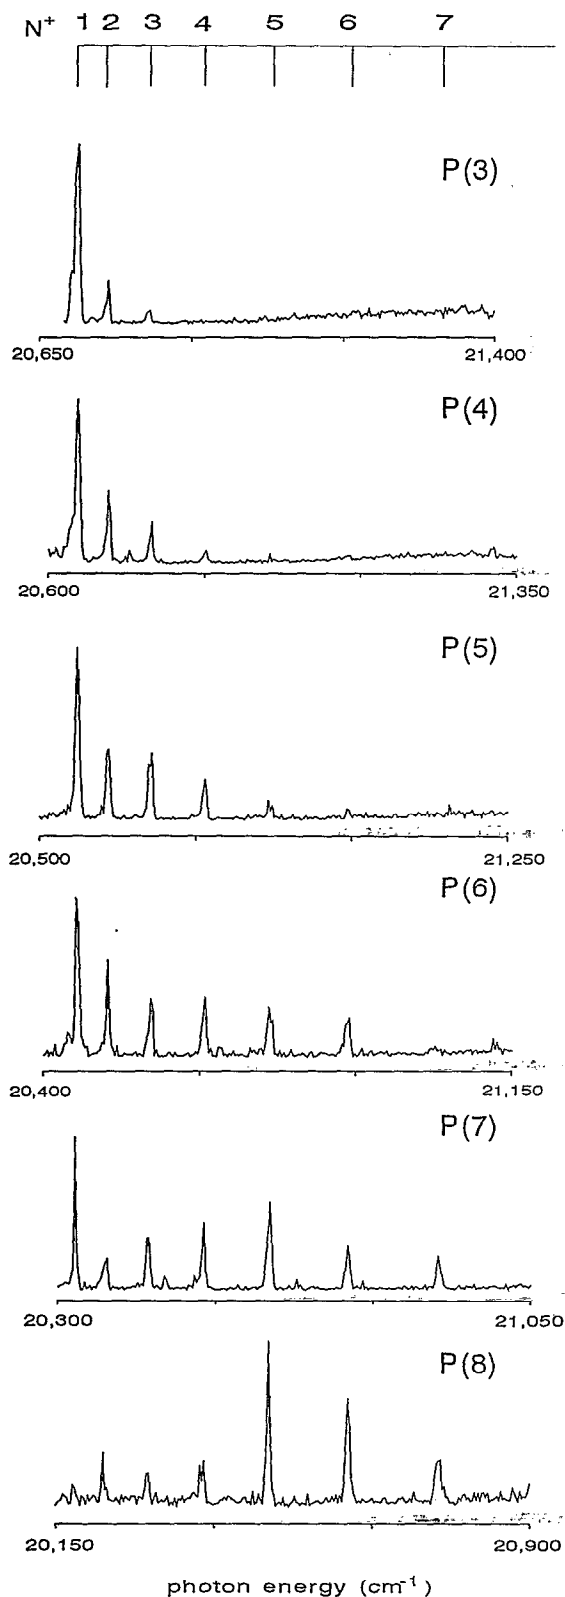 N⁺ 1 2 3 4 5 6 7
P(3)
20,650 21,400
P(4)
20,600 21,350
P(5)
20,500 21,250
P(6)
20,400 21,150
P(7)
20,300 21,050
P(8)
20,150 20,900
photon energy (cm⁻¹)